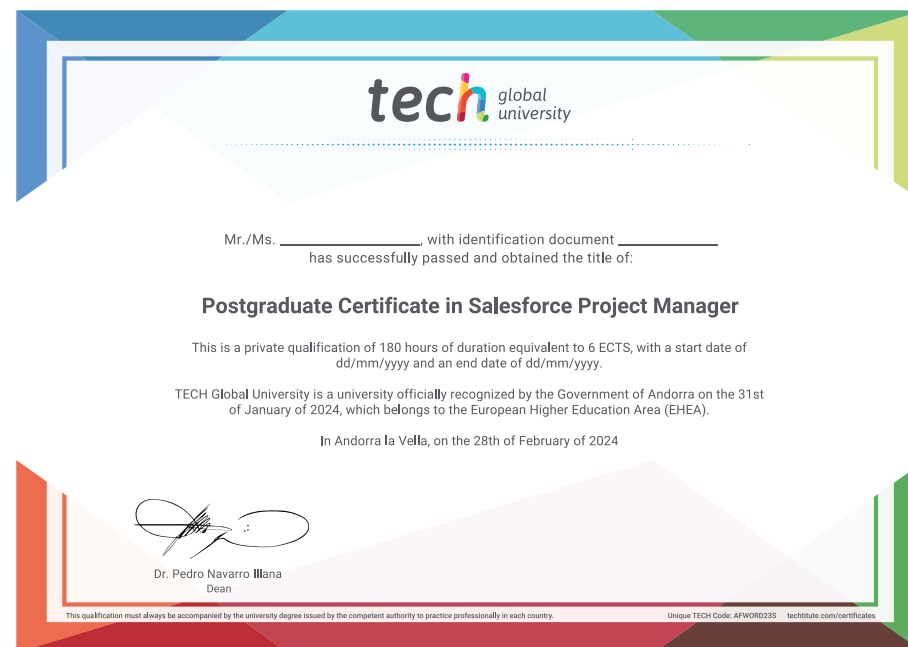 tech global
university
Mr./Ms. ____________________, with identification document ______________
has successfully passed and obtained the title of:
Postgraduate Certificate in Salesforce Project Manager
This is a private qualification of 180 hours of duration equivalent to 6 ECTS, with a start date of
dd/mm/yyyy and an end date of dd/mm/yyyy.
TECH Global University is a university officially recognized by the Government of Andorra on the 31st
of January of 2024, which belongs to the European Higher Education Area (EHEA).
In Andorra la Vella, on the 28th of February of 2024
Dr. Pedro Navarro Illana
Dean
This qualification must always be accompanied by the university degree issued by the competent authority to practice professionally in each country. Unique TECH Code: AFWORD23S techtitute.com/certificates